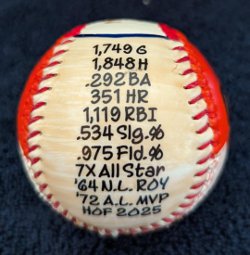 1,749 G
1,848 H
.292 BA
351 HR
1,119 RBI
.534 Slg.%
.975 Fld.%
7X All Star
'64 N.L. ROY
'72 A.L. MVP
HOF 2025